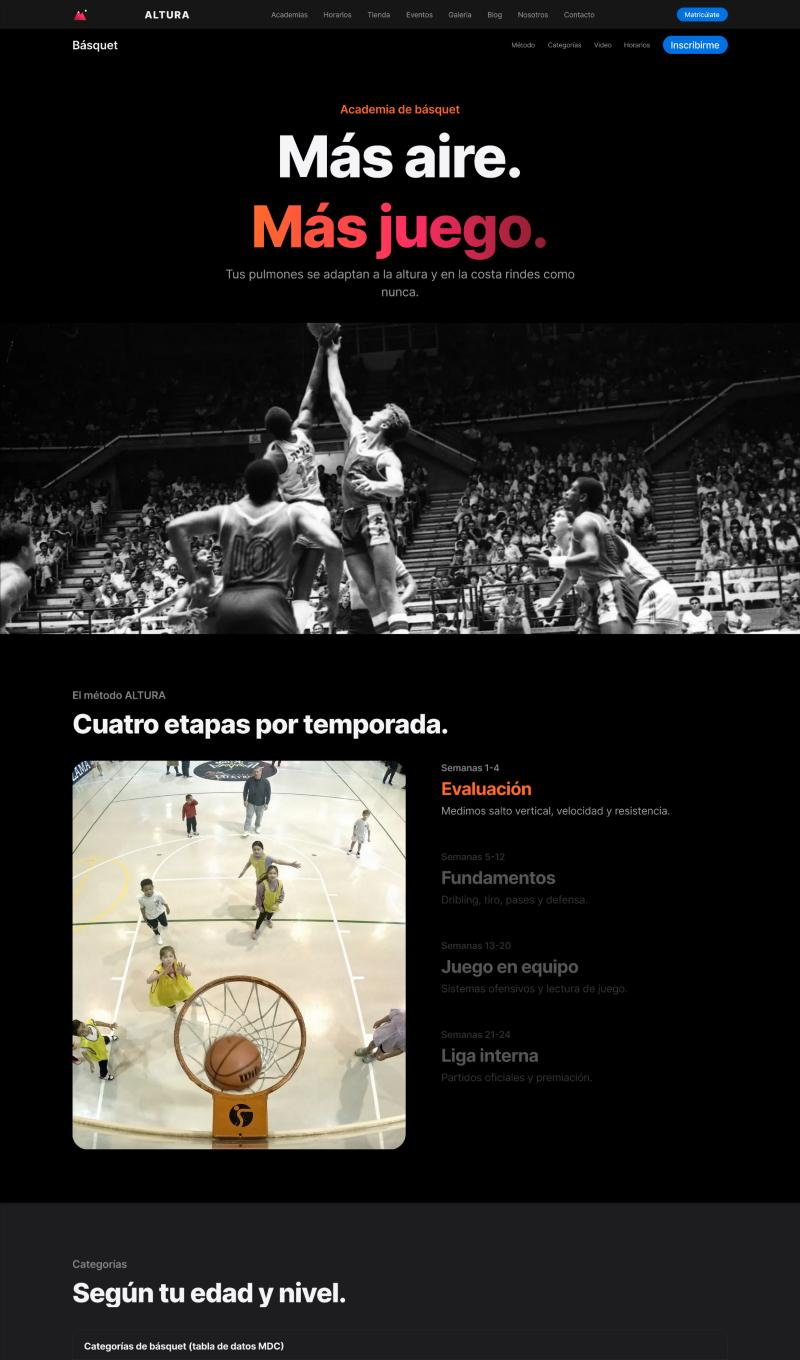 ALTURA
Academias Horarios Tienda Eventos Galería Blog Nosotros Contacto
Matricúlate
Básquet
Método Categorías Video Horarios
Inscribirme
Academia de básquet
Más aire.
Más juego.
Tus pulmones se adaptan a la altura y en la costa rindes como
nunca.
10
El método ALTURA
Cuatro etapas por temporada.
Semanas 1-4
Evaluación
Medimos salto vertical, velocidad y resistencia.
Semanas 5-12
Fundamentos
Dribling, tiro, pases y defensa.
Semanas 13-20
Juego en equipo
Sistemas ofensivos y lectura de juego.
Semanas 21-24
Liga interna
Partidos oficiales y premiación.
Categorías
Según tu edad y nivel.
Categorías de básquet (tabla de datos MDC)